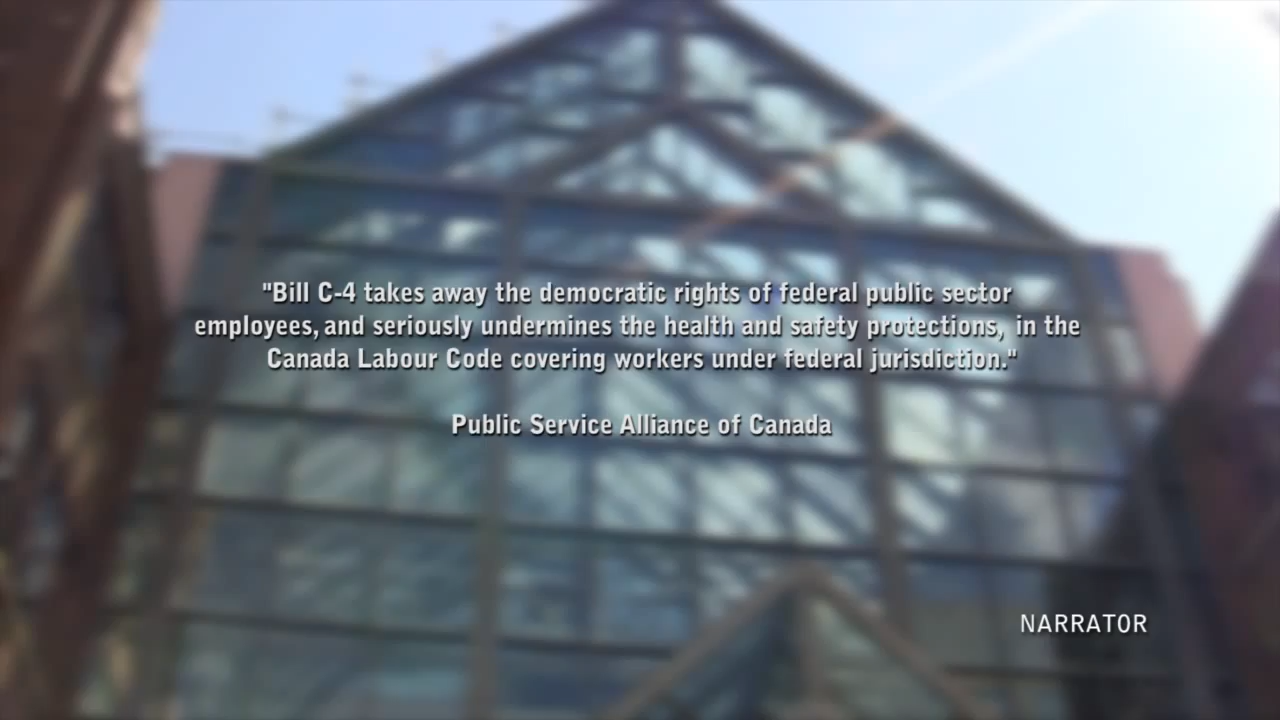 "Bill C-4 takes away the democratic rights of federal public sector
employees, and seriously undermines the health and safety protections, in the
Canada Labour Code covering workers under federal jurisdiction."
Public Service Alliance of Canada
NARRATOR